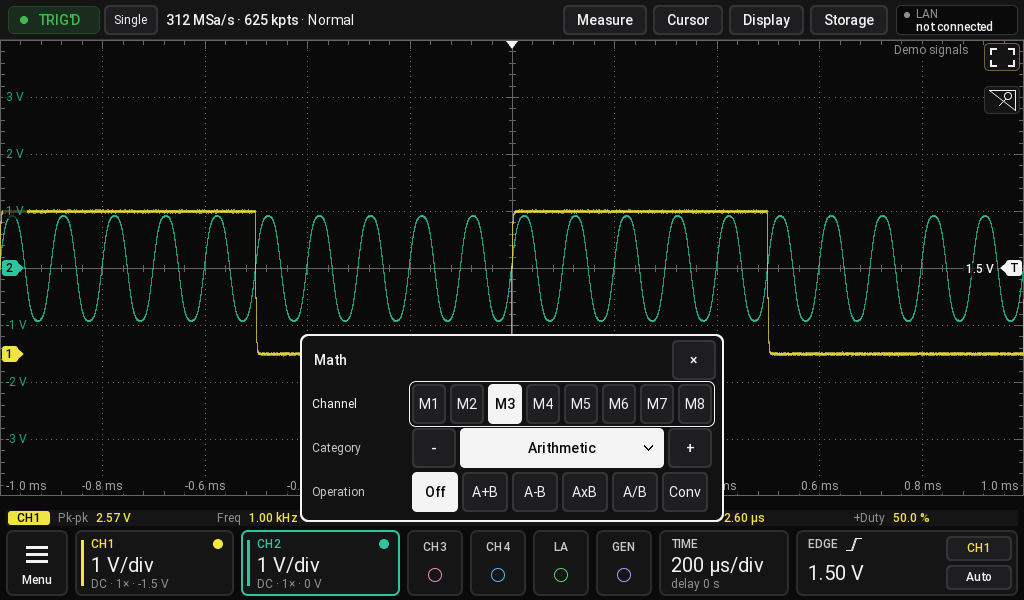 TRIG'D Single 312 MSa/s · 625 kpts · Normal Measure Cursor Display Storage LAN
not connected
Demo signals
3 V
2 V
1 V
2
1.5 V T
-1 V
1
-2 V
-3 V
-1.0 ms -0.8 ms -0.6 ms 0.6 ms 0.8 ms 1.0 ms
Math ×
Channel M1 M2 M3 M4 M5 M6 M7 M8
Category - Arithmetic +
Operation Off A+B A-B AxB A/B Conv
CH1 Pk-pk 2.57 V Freq 1.00 kHz 2.60 µs +Duty 50.0 %
Menu
CH1
1 V/div
DC · 1× · -1.5 V
CH2
1 V/div
DC · 1× · 0 V
CH3
CH4
LA
GEN
TIME
200 µs/div
delay 0 s
EDGE
1.50 V
CH1
Auto